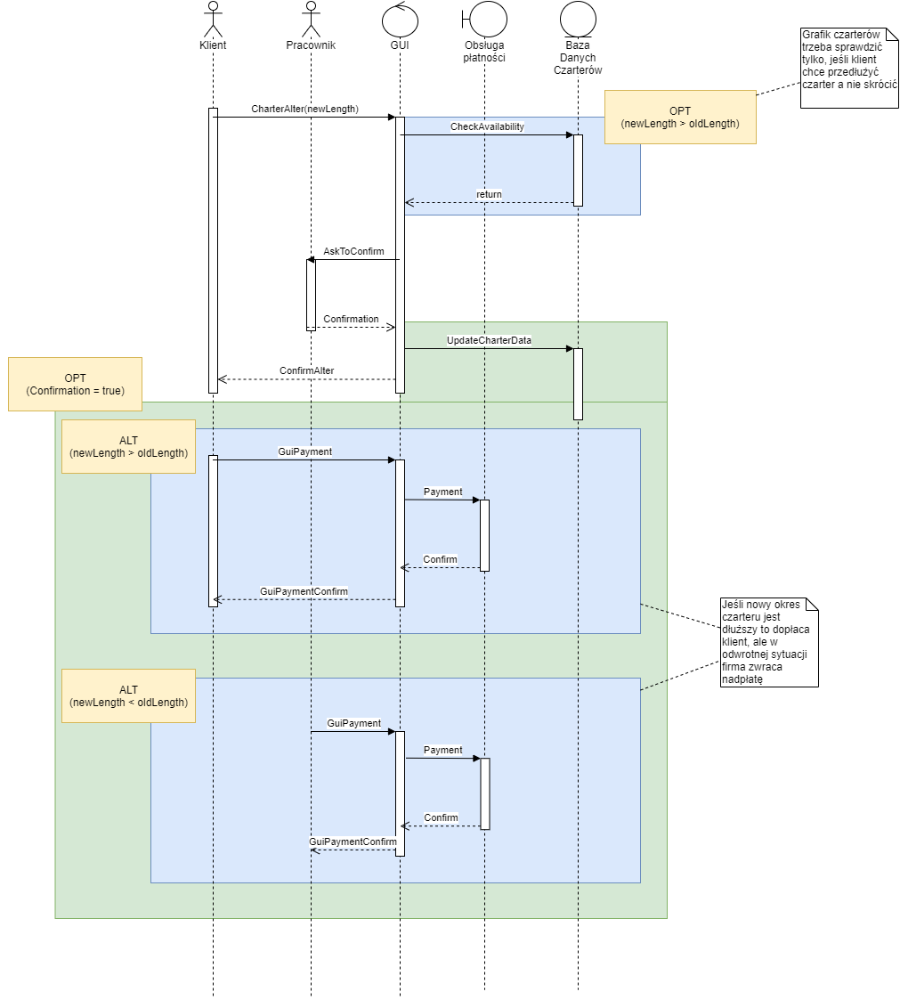 Klient
Pracownik
GUI
Obsługa
płatności
Baza
Danych
Czarterów
Grafik czarterów
trzeba sprawdzić
tylko, jeśli klient
chce przedłużyć
czarter a nie skrócić
OPT
(newLength > oldLength)
CharterAlter(newLength)
CheckAvailability
return
AskToConfirm
Confirmation
UpdateCharterData
ConfirmAlter
OPT
(Confirmation = true)
ALT
(newLength > oldLength)
GuiPayment
Payment
Confirm
GuiPaymentConfirm
Jeśli nowy okres
czarteru jest
dłuższy to dopłaca
klient, ale w
odwrotnej sytuacji
firma zwraca
nadpłatę
ALT
(newLength < oldLength)
GuiPayment
Payment
Confirm
GuiPaymentConfirm